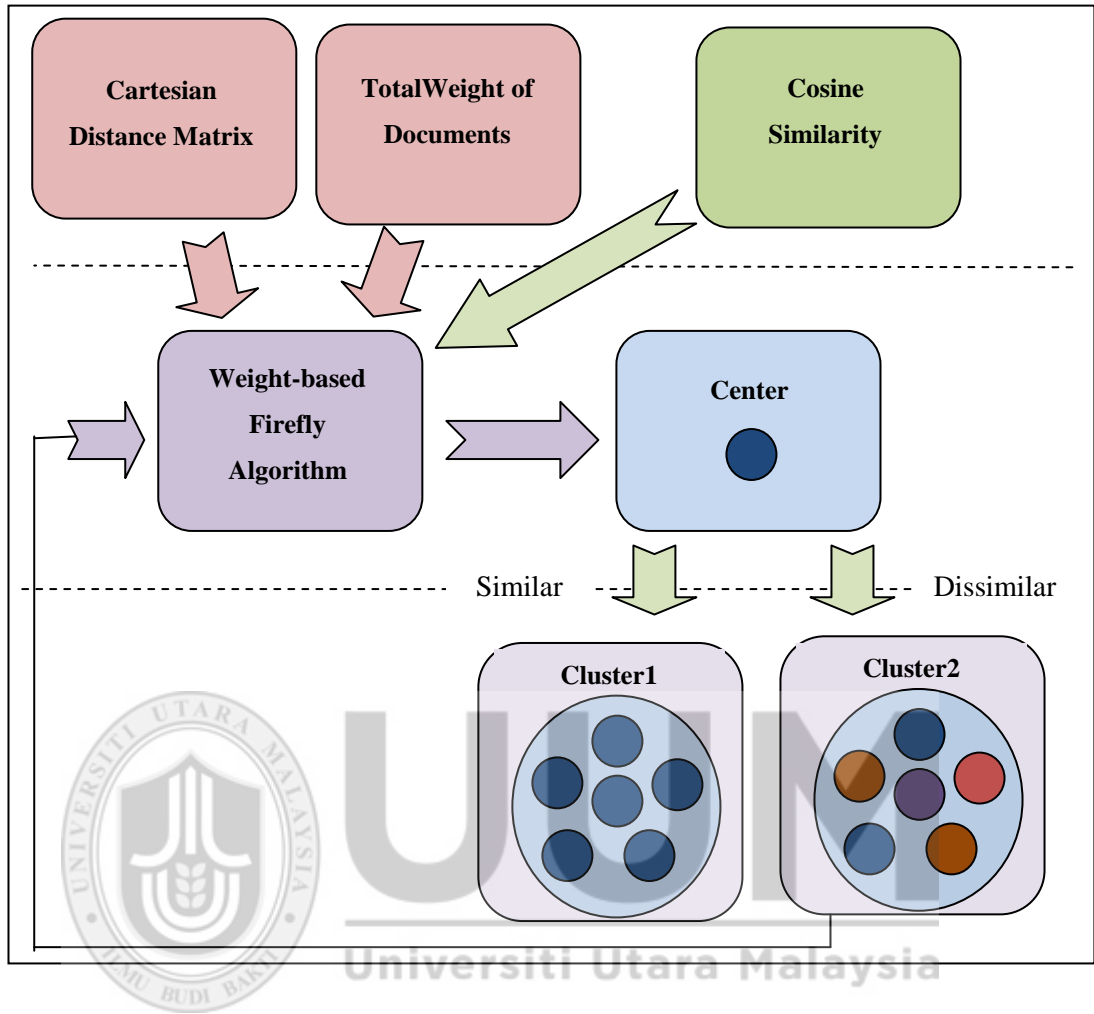 Cartesian
Distance Matrix
TotalWeight of
Documents
Cosine
Similarity
Weight-based
Firefly
Algorithm
Center
Similar
Dissimilar
Cluster1
Cluster2
UNIVERSITI UTARA MALAYSIA
ILMU BUDI BAKTI
UUM
Universiti Utara Malaysia